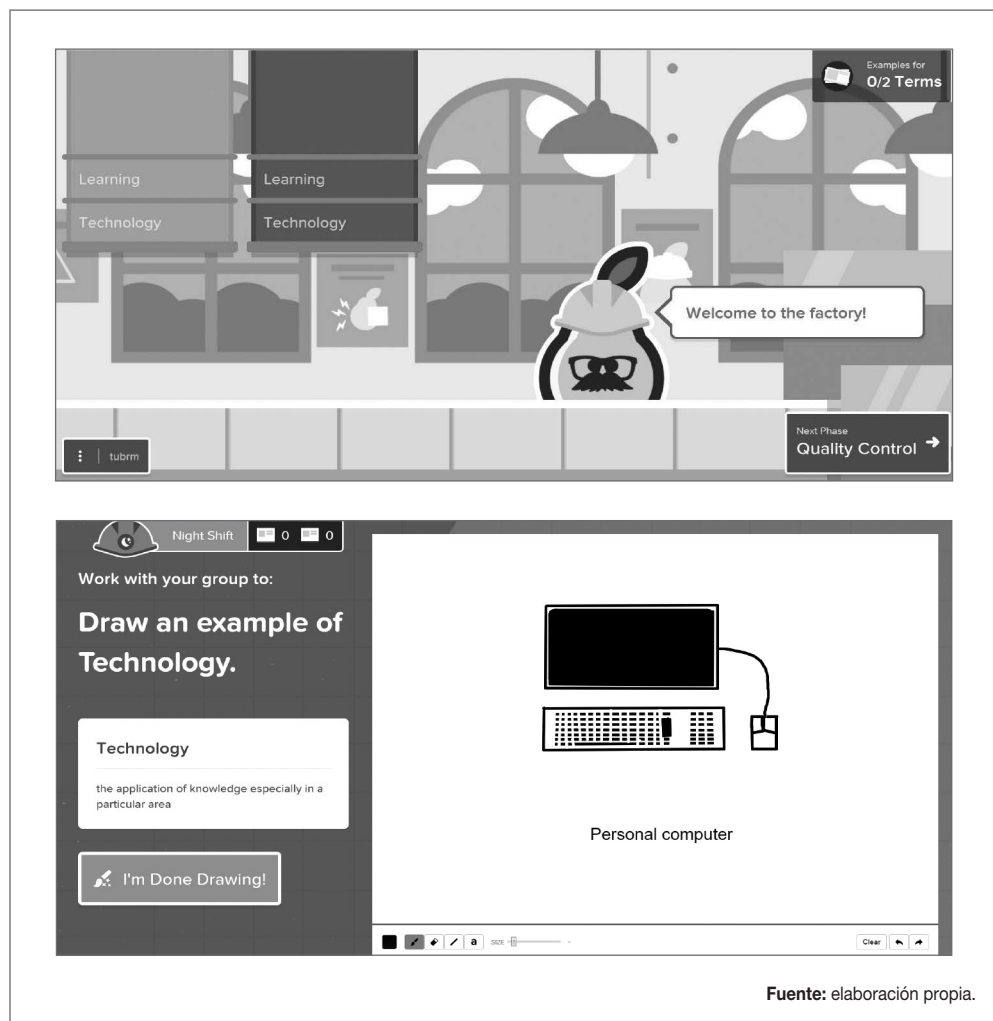 Examples for
0/2 Terms
Learning
Learning
Technology
Technology
Welcome to the factory!
Next Phase
Quality Control
tubrm
Night Shift
0
0
Work with your group to:
Draw an example of
Technology.
Technology
the application of knowledge especially in a
particular area
I'm Done Drawing!
Personal computer
a
SIZE
Clear
Fuente: elaboración propia.